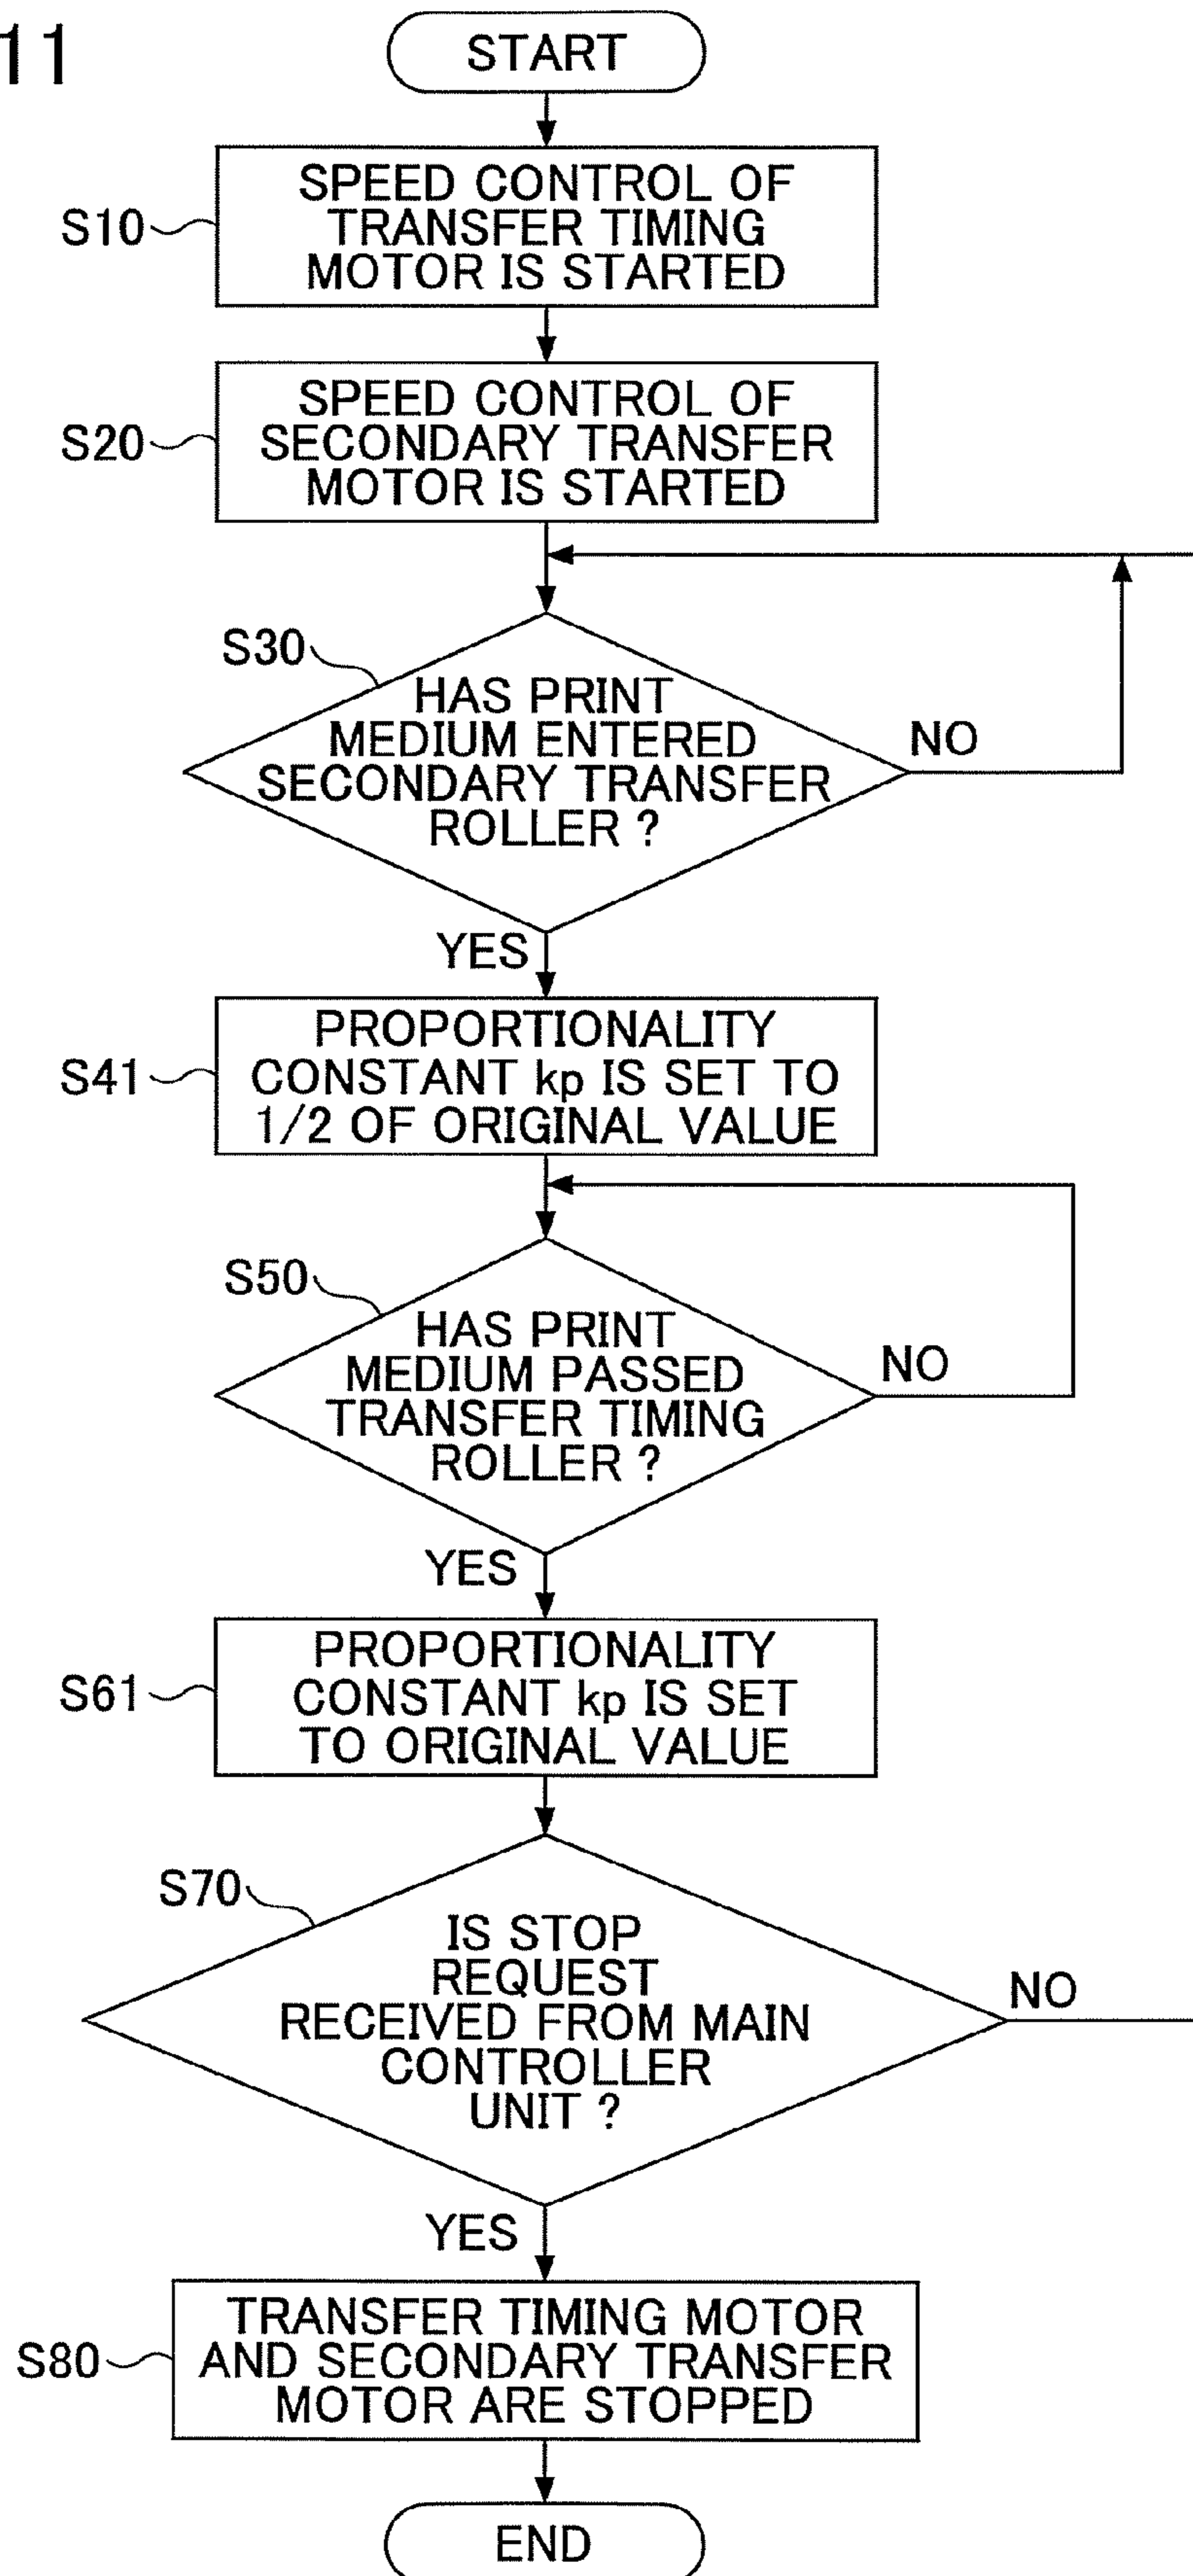 11
START
S10
SPEED CONTROL OF
TRANSFER TIMING
MOTOR IS STARTED
S20
SPEED CONTROL OF
SECONDARY TRANSFER
MOTOR IS STARTED
S30
HAS PRINT
MEDIUM ENTERED
SECONDARY TRANSFER
ROLLER ?
NO
YES
S41
PROPORTIONALITY
CONSTANT kp IS SET TO
1/2 OF ORIGINAL VALUE
S50
HAS PRINT
MEDIUM PASSED
TRANSFER TIMING
ROLLER ?
NO
YES
S61
PROPORTIONALITY
CONSTANT kp IS SET
TO ORIGINAL VALUE
S70
IS STOP
REQUEST
RECEIVED FROM MAIN
CONTROLLER
UNIT ?
NO
YES
S80
TRANSFER TIMING MOTOR
AND SECONDARY TRANSFER
MOTOR ARE STOPPED
END